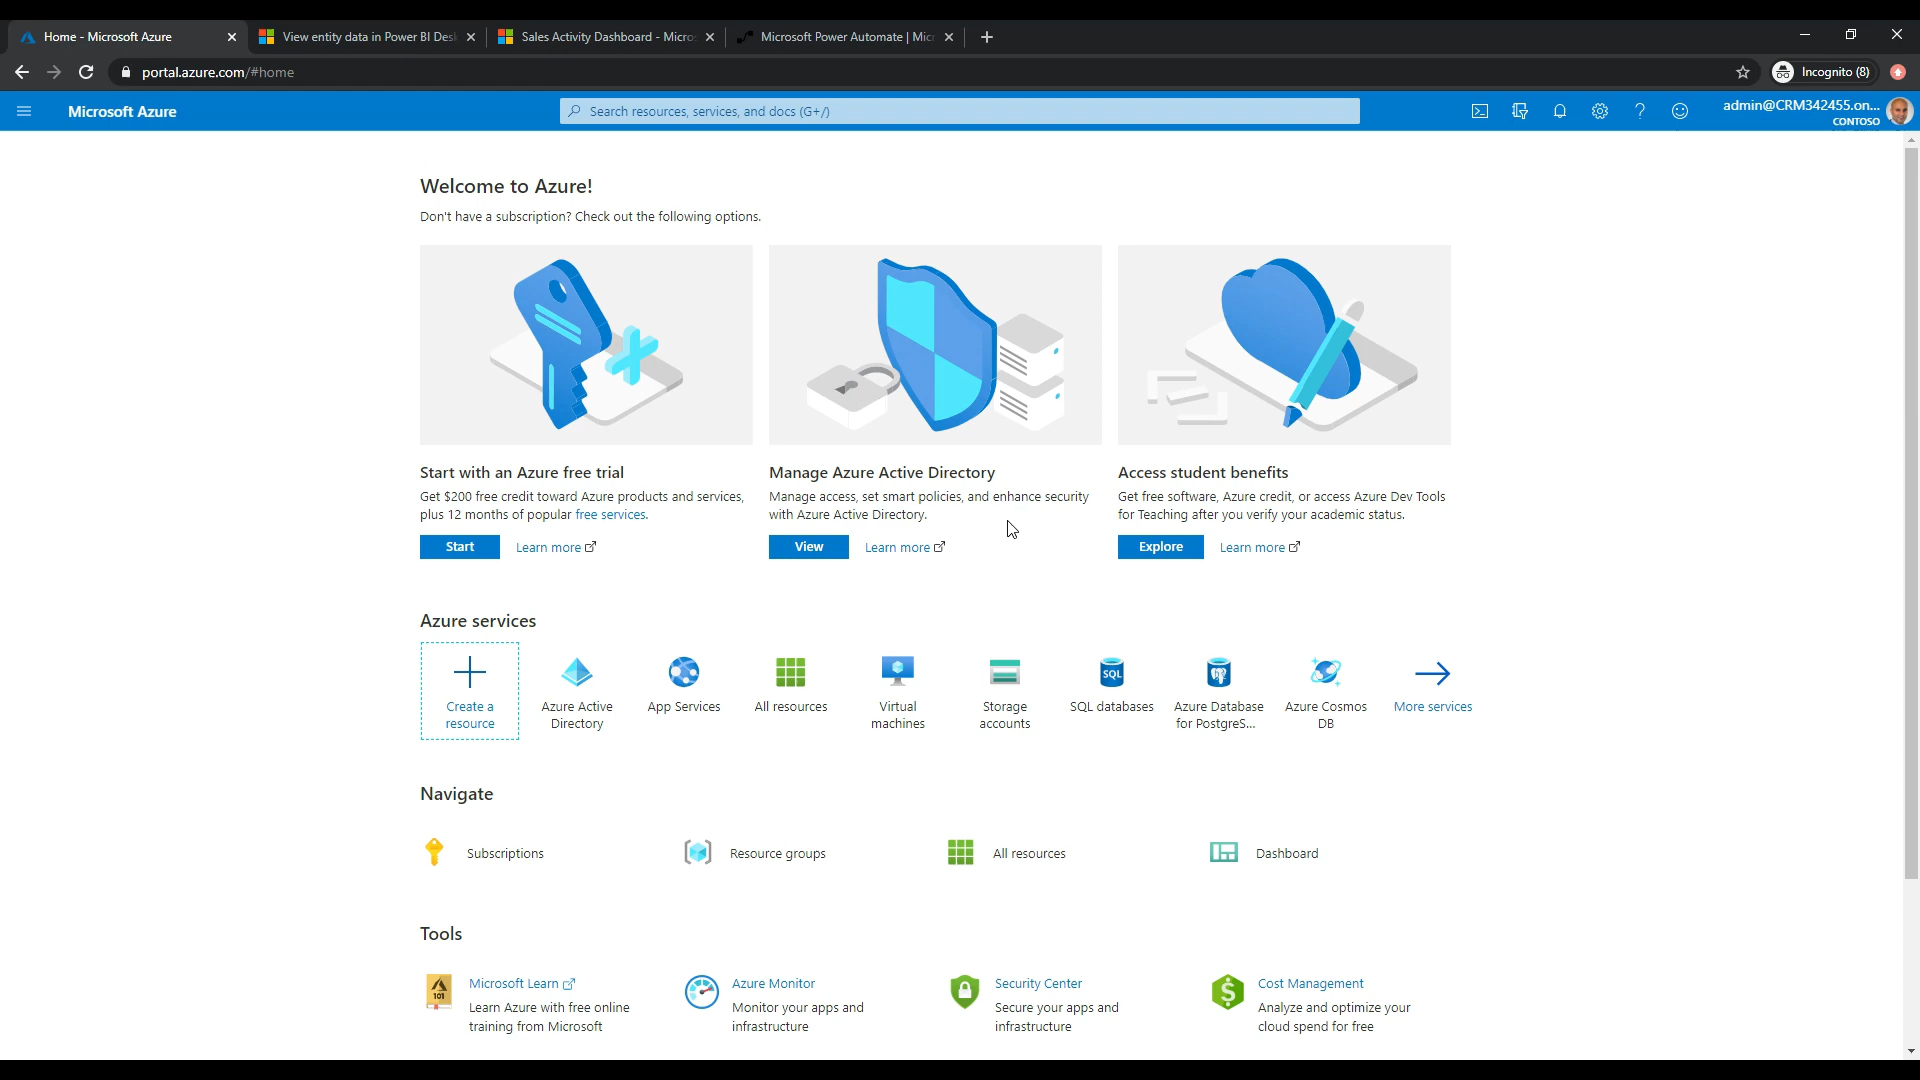 Home - Microsoft Azure
View entity data in Power BI Des
Sales Activity Dashboard - Micros
Microsoft Power Automate | Mic
portal.azure.com/#home
Incognito (8)
Microsoft Azure
Search resources, services, and docs (G+/)
admin@CRM342455.on...
CONTOSO
Welcome to Azure!
Don't have a subscription? Check out the following options.
Start with an Azure free trial
Get $200 free credit toward Azure products and services,
plus 12 months of popular free services.
Start
Learn more
Manage Azure Active Directory
Manage access, set smart policies, and enhance security
with Azure Active Directory.
View
Learn more
Access student benefits
Get free software, Azure credit, or access Azure Dev Tools
for Teaching after you verify your academic status.
Explore
Learn more
Azure services
Create a
resource
Azure Active
Directory
App Services
All resources
Virtual
machines
Storage
accounts
SQL
SQL databases
Azure Database
for PostgreS...
Azure Cosmos
DB
More services
Navigate
Subscriptions
Resource groups
All resources
Dashboard
Tools
101
Microsoft Learn
Learn Azure with free online
training from Microsoft
Azure Monitor
Monitor your apps and
infrastructure
Security Center
Secure your apps and
infrastructure
Cost Management
Analyze and optimize your
cloud spend for free